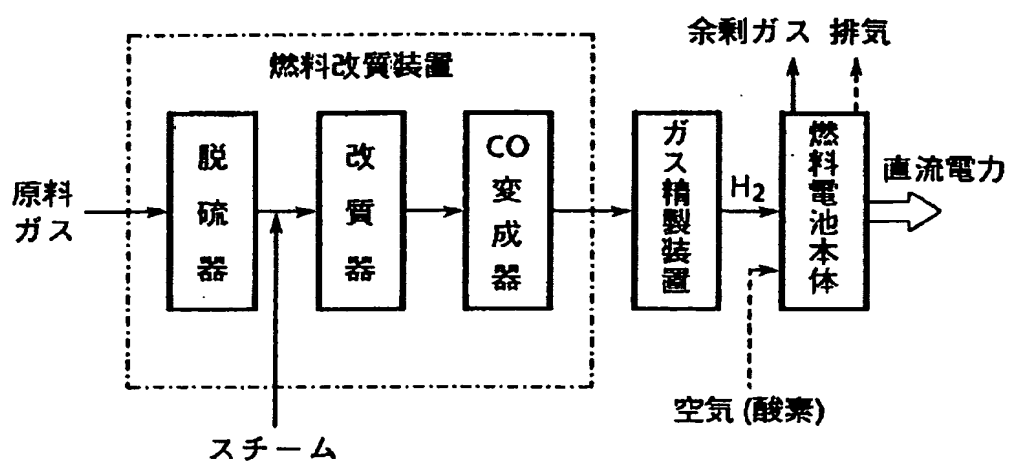 余剰ガス 排気
燃料改質装置
原料
ガス
脱硫器
改質器
CO
変成器
ガス精製装置
H2
燃料電池本体
直流電力
空気(酸素)
スチーム